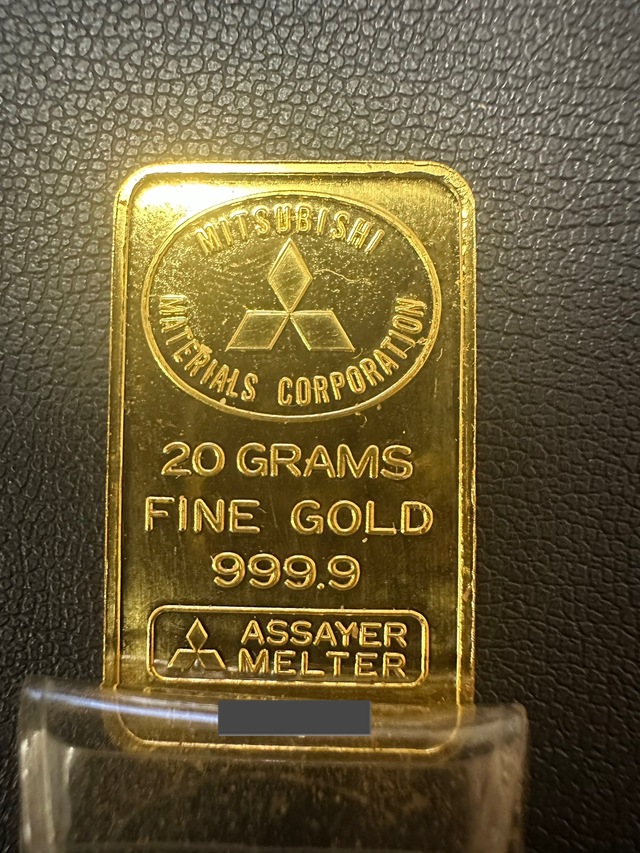 MITSUBISHI
MATERIALS CORPORATION
20 GRAMS
FINE GOLD
999.9
ASSAYER
MELTER